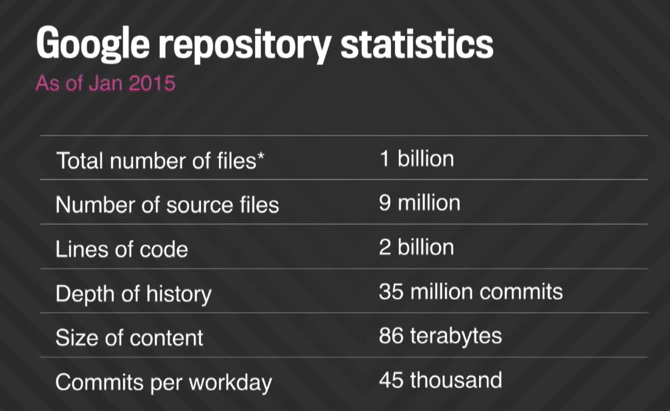 Google repository statistics
As of Jan 2015
Total number of files* 1 billion
Number of source files 9 million
Lines of code 2 billion
Depth of history 35 million commits
Size of content 86 terabytes
Commits per workday 45 thousand